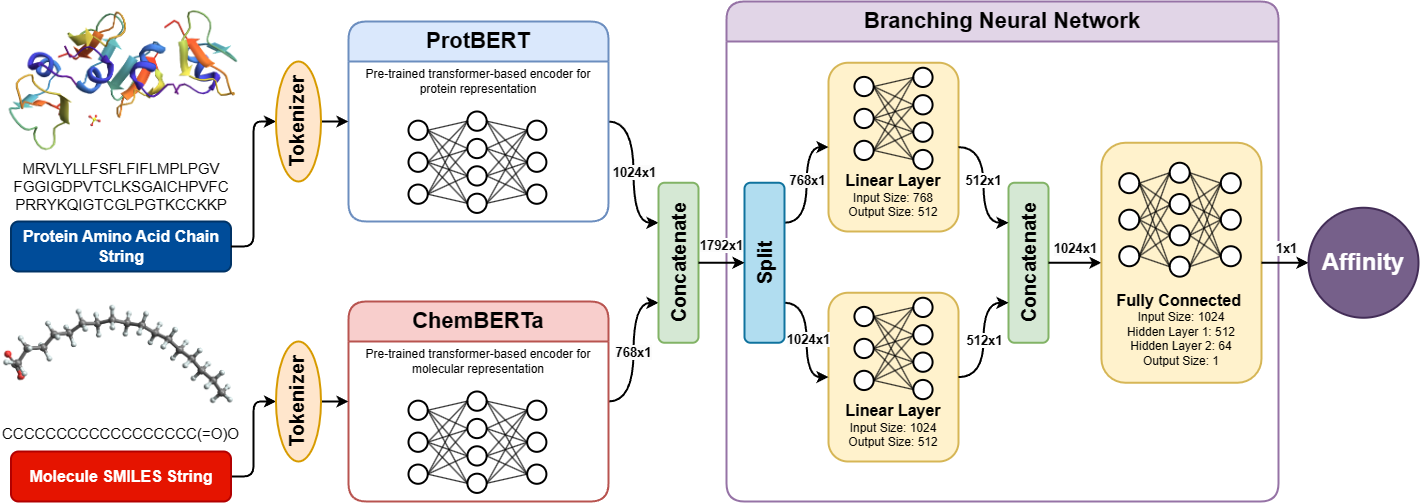 MRVLYLLFSFLFIFLMPLPGV
FGGIGDPVTCLKSGAICHPVFC
PRRYKQIGTCGLPGTKCCKKP
Protein Amino Acid Chain
String
Tokenizer
ProtBERT
Pre-trained transformer-based encoder for
protein representation
1024x1
CCCCCCCCCCCCCCCCCC(=O)O
Molecule SMILES String
Tokenizer
ChemBERTa
Pre-trained transformer-based encoder for
molecular representation
768x1
Concatenate
1792x1
Branching Neural Network
Split
768x1
Linear Layer
Input Size: 768
Output Size: 512
512x1
1024x1
Linear Layer
Input Size: 1024
Output Size: 512
512x1
Concatenate
1024x1
Fully Connected
Input Size: 1024
Hidden Layer 1: 512
Hidden Layer 2: 64
Output Size: 1
1x1
Affinity